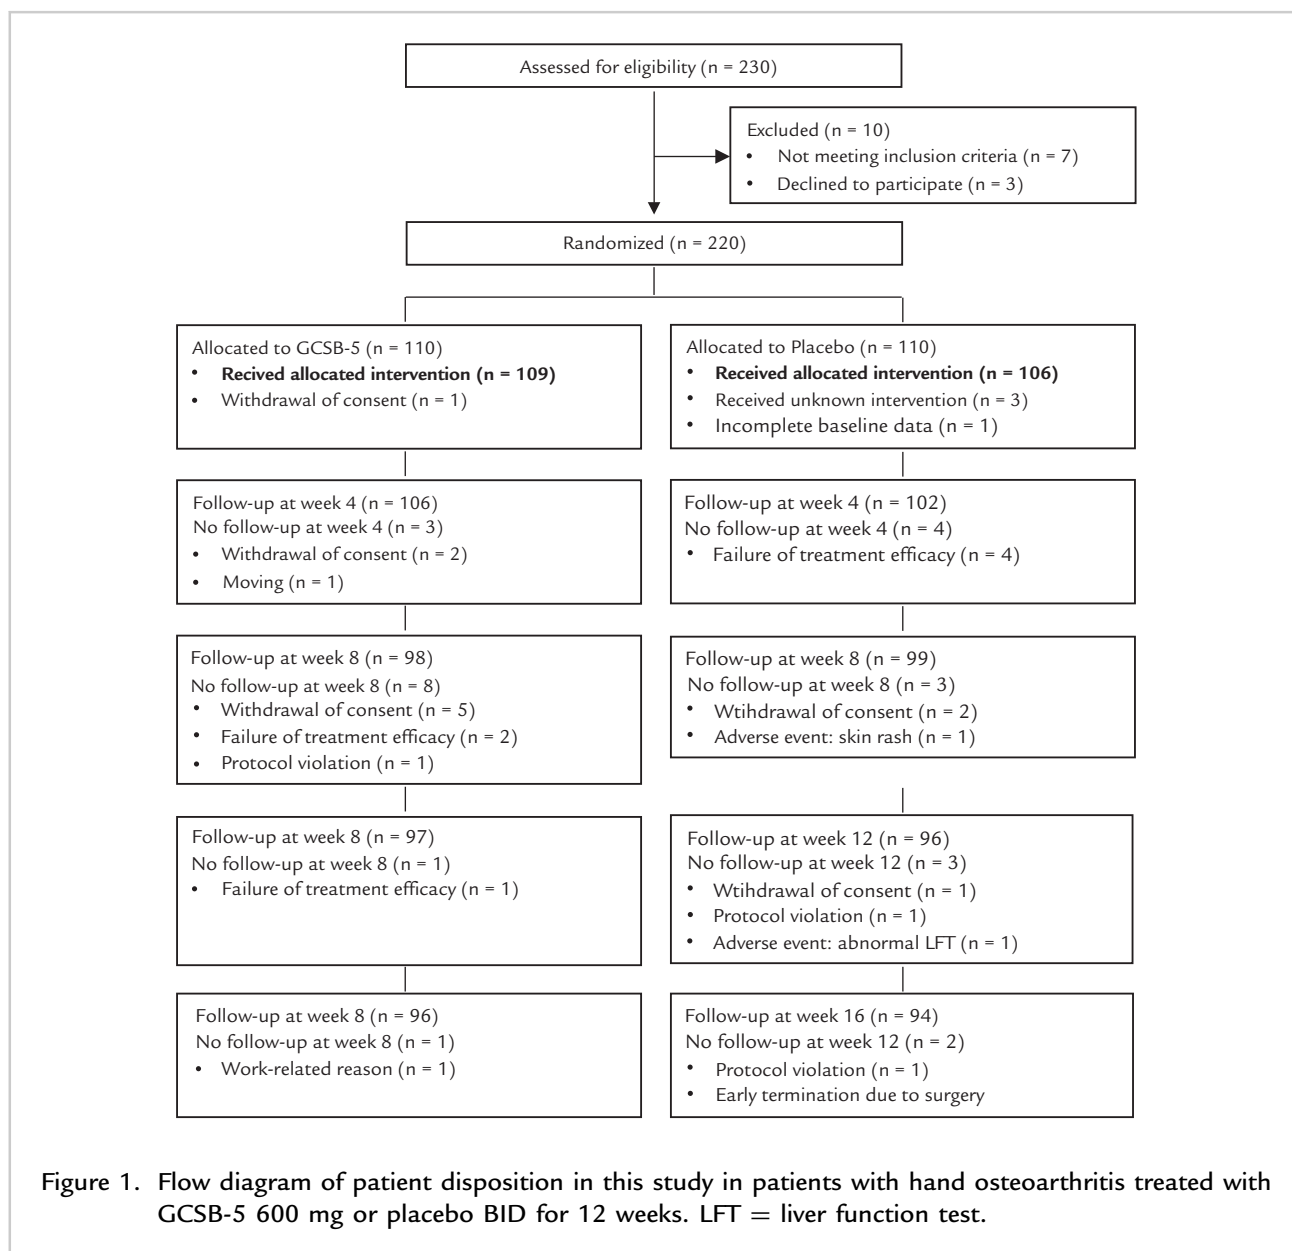 Assessed for eligibility (n = 230)
Excluded (n = 10)
• Not meeting inclusion criteria (n = 7)
• Declined to participate (n = 3)
Randomized (n = 220)
Allocated to GCSB-5 (n = 110)
• Recived allocated intervention (n = 109)
• Withdrawal of consent (n = 1)
Allocated to Placebo (n = 110)
• Received allocated intervention (n = 106)
• Received unknown intervention (n = 3)
• Incomplete baseline data (n = 1)
Follow-up at week 4 (n = 106)
No follow-up at week 4 (n = 3)
• Withdrawal of consent (n = 2)
• Moving (n = 1)
Follow-up at week 4 (n = 102)
No follow-up at week 4 (n = 4)
• Failure of treatment efficacy (n = 4)
Follow-up at week 8 (n = 98)
No follow-up at week 8 (n = 8)
• Withdrawal of consent (n = 5)
• Failure of treatment efficacy (n = 2)
• Protocol violation (n = 1)
Follow-up at week 8 (n = 99)
No follow-up at week 8 (n = 3)
• Wtihdrawal of consent (n = 2)
• Adverse event: skin rash (n = 1)
Follow-up at week 8 (n = 97)
No follow-up at week 8 (n = 1)
• Failure of treatment efficacy (n = 1)
Follow-up at week 12 (n = 96)
No follow-up at week 12 (n = 3)
• Wtihdrawal of consent (n = 1)
• Protocol violation (n = 1)
• Adverse event: abnormal LFT (n = 1)
Follow-up at week 8 (n = 96)
No follow-up at week 8 (n = 1)
• Work-related reason (n = 1)
Follow-up at week 16 (n = 94)
No follow-up at week 12 (n = 2)
• Protocol violation (n = 1)
• Early termination due to surgery
Figure 1. Flow diagram of patient disposition in this study in patients with hand osteoarthritis treated with
GCSB-5 600 mg or placebo BID for 12 weeks. LFT = liver function test.